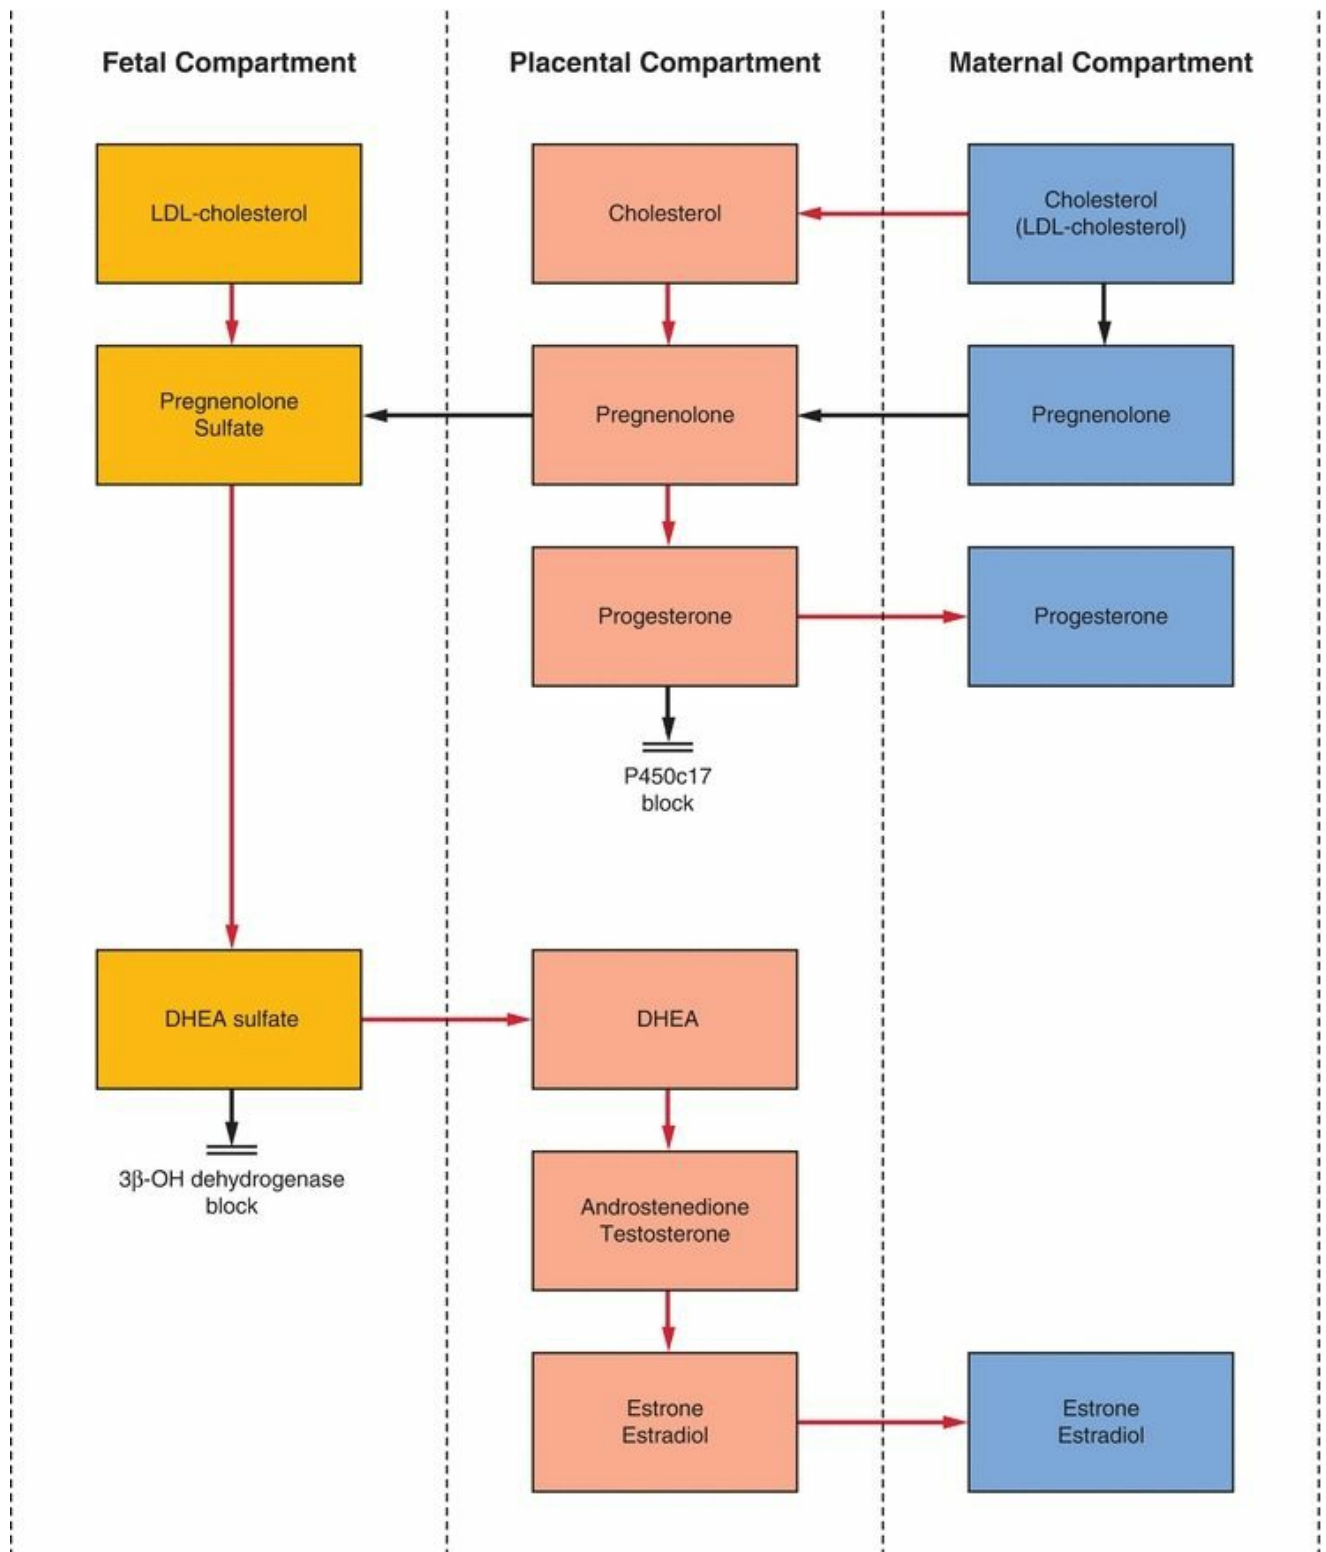 Fetal Compartment
Placental Compartment
Maternal Compartment
LDL-cholesterol
Cholesterol
Cholesterol
(LDL-cholesterol)
Pregnenolone
Sulfate
Pregnenolone
Pregnenolone
Progesterone
Progesterone
P450c17
block
DHEA sulfate
DHEA
3β-OH dehydrogenase
block
Androstenedione
Testosterone
Estrone
Estradiol
Estrone
Estradiol